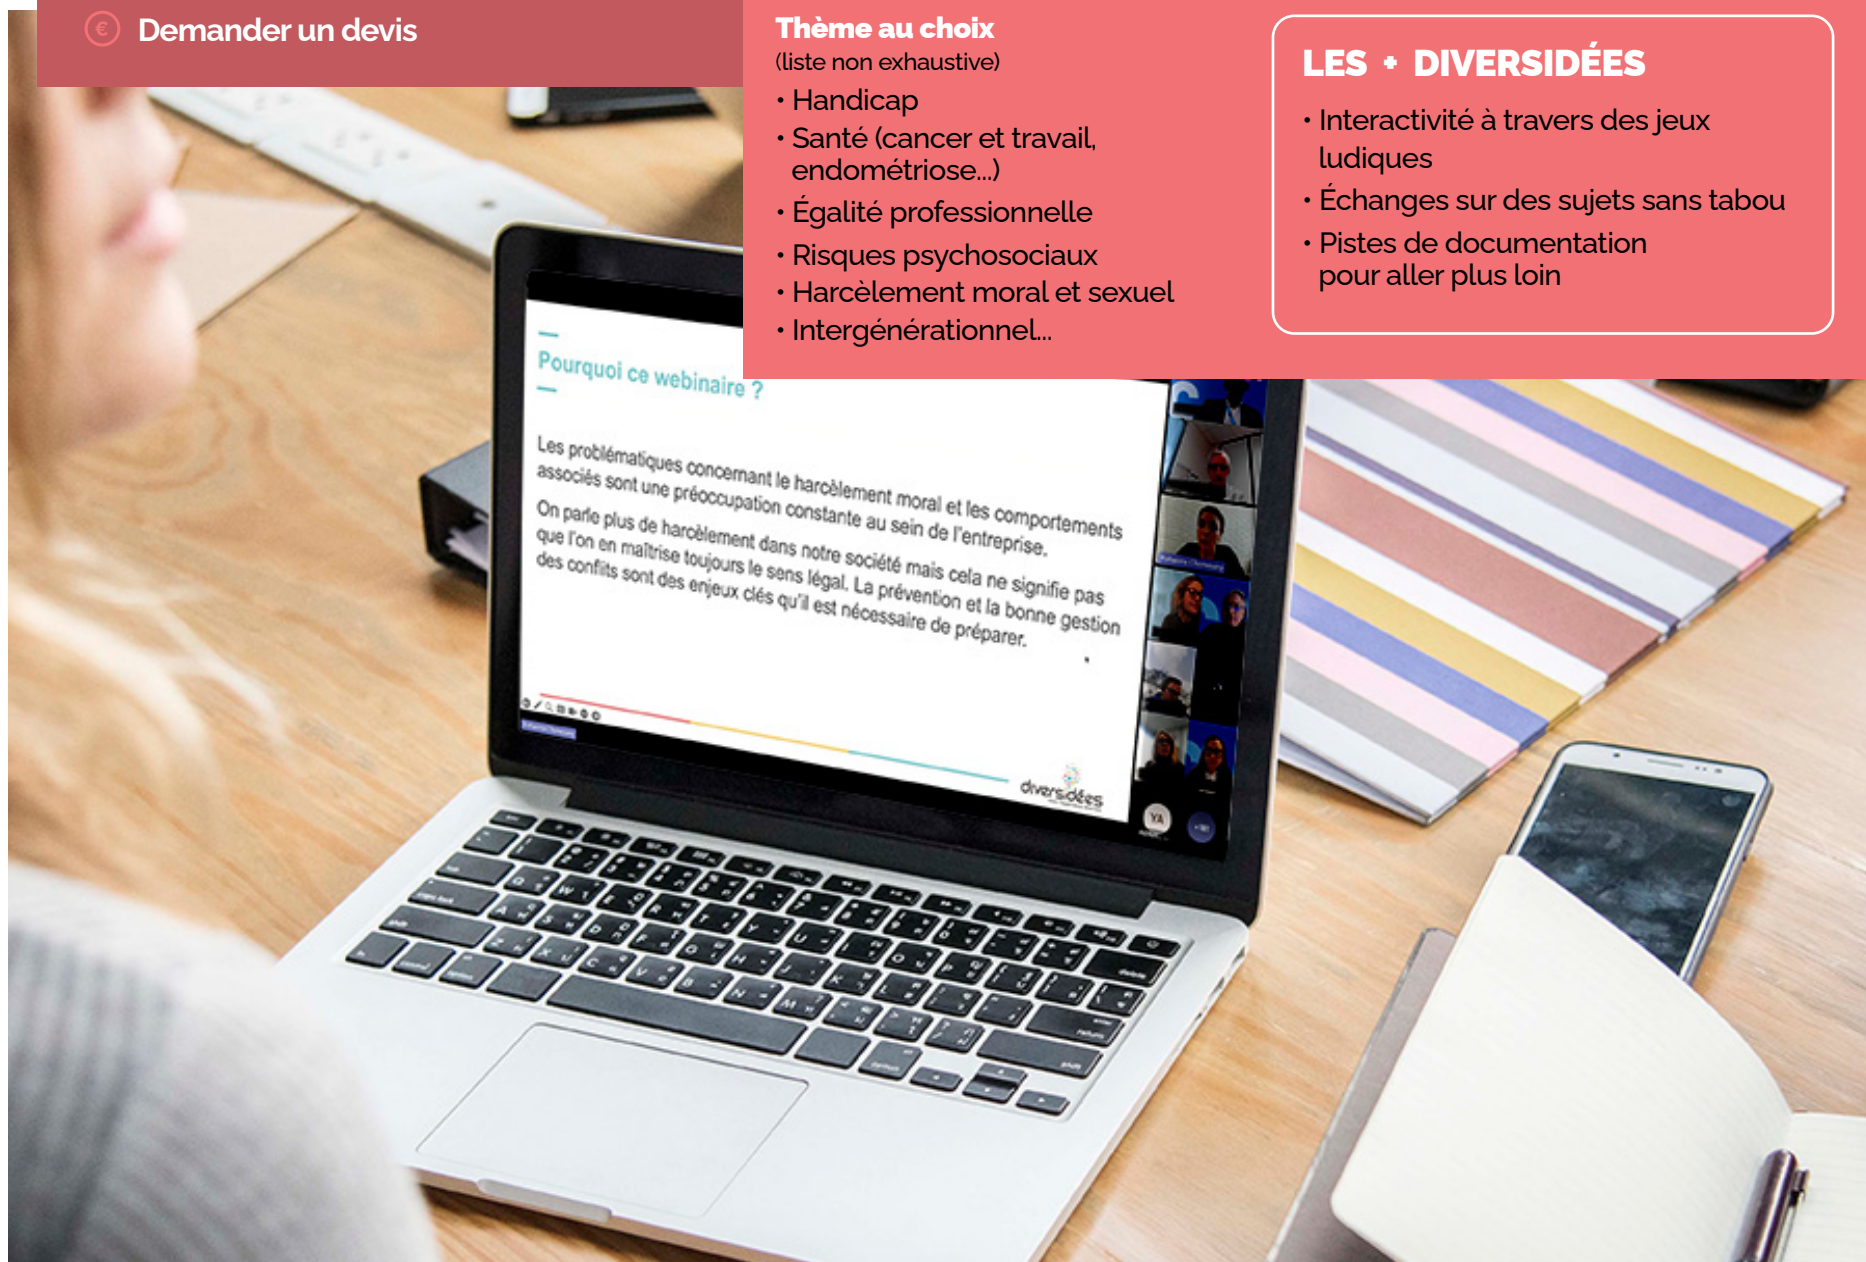 € Demander un devis
Thème au choix
(liste non exhaustive)
• Handicap
• Santé (cancer et travail,
endométriose...)
• Égalité professionnelle
• Risques psychosociaux
• Harcèlement moral et sexuel
• Intergénérationnel...
LES + DIVERSIDÉES
• Interactivité à travers des jeux
ludiques
• Échanges sur des sujets sans tabou
• Pistes de documentation
pour aller plus loin
Pourquoi ce webinaire ?
Les problématiques concernant le harcèlement moral et les comportements
associés sont une préoccupation constante au sein de l'entreprise.
On parle plus de harcèlement dans notre société mais cela ne signifie pas
que l'on en maîtrise toujours le sens légal. La prévention et la bonne gestion
des conflits sont des enjeux clés qu'il est nécessaire de préparer.
diversidées
YA